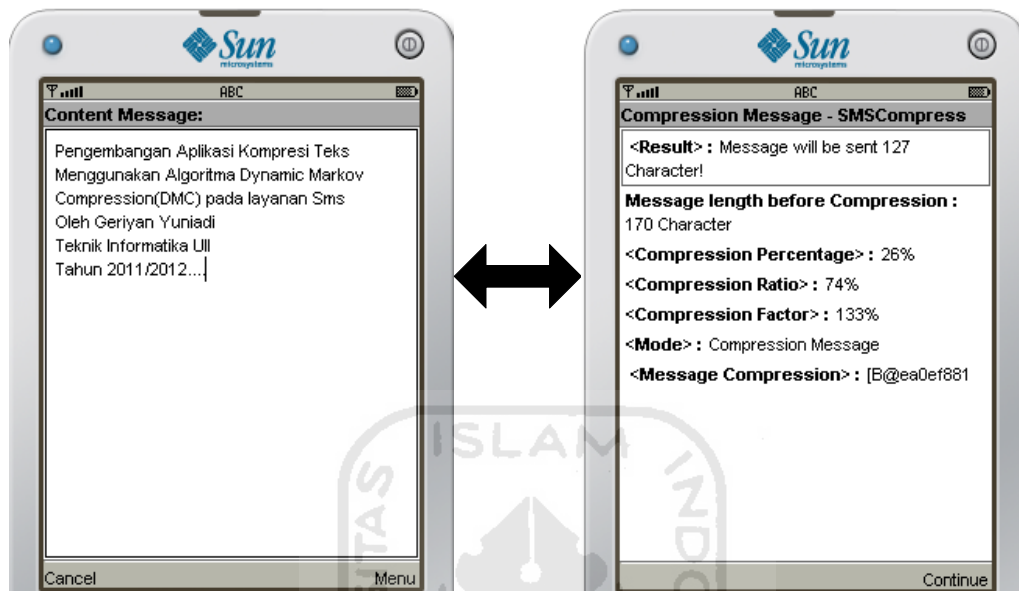 Sun
microsystems
ABC
Content Message:
Pengembangan Aplikasi Kompresi Teks
Menggunakan Algoritma Dynamic Markov
Compression(DMC) pada layanan Sms
Oleh Geriyan Yuniadi
Teknik Informatika UII
Tahun 2011/2012....
Cancel Menu
Sun
microsystems
ABC
Compression Message - SMSCompress
<Result> : Message will be sent 127
Character!
Message length before Compression :
170 Character
<Compression Percentage> : 26%
<Compression Ratio> : 74%
<Compression Factor> : 133%
<Mode> : Compression Message
<Message Compression> : [B@ea0ef881
Continue
ISLAM